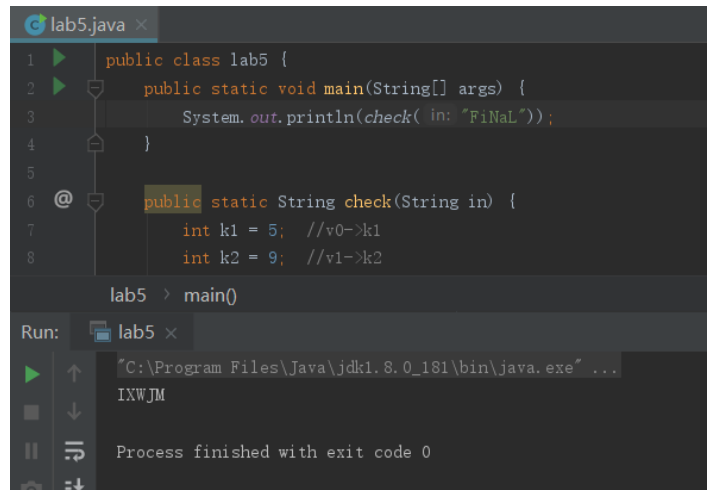 lab5.java ×
1 public class lab5 {
2 public static void main(String[] args) {
3 System.out.println(check( in: "FiNaL"));
4 }
5
6 @ public static String check(String in) {
7 int k1 = 5; //v0->k1
8 int k2 = 9; //v1->k2
lab5 > main()
Run: lab5 ×
"C:\Program Files\Java\jdk1.8.0_181\bin\java.exe" ...
IXWJM
Process finished with exit code 0